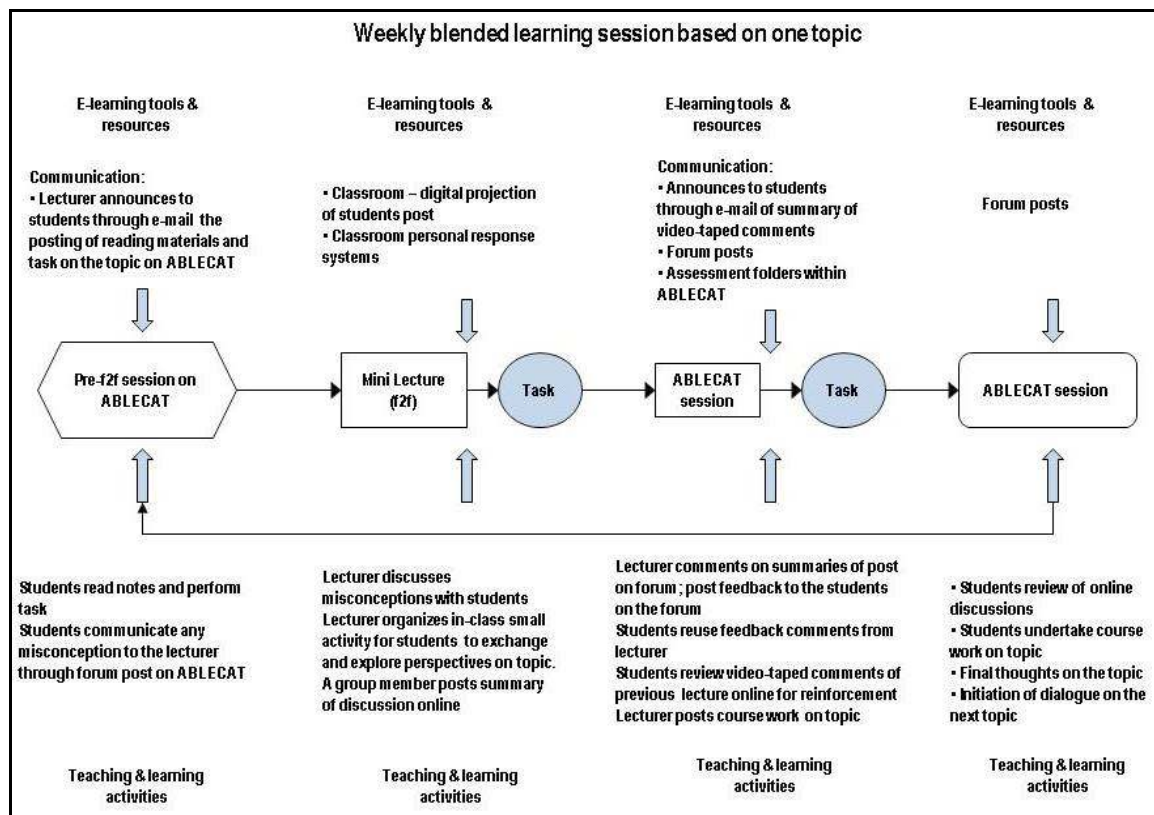 Weekly blended learning session based on one topic
E-learning tools &
resources
Communication:
▪ Lecturer announces to
students through e-mail the
posting of reading materials and
task on the topic on ABLECAT
E-learning tools &
resources
▪ Classroom – digital projection
of students post
▪ Classroom personal response
systems
E-learning tools &
resources
Communication:
▪ Announces to students
through e-mail of summary of
video-taped comments
▪ Forum posts
▪ Assessment folders within
ABLECAT
E-learning tools &
resources
Forum posts
Pre-f2f session on
ABLECAT
Mini Lecture
(f2f)
Task
ABLECAT
session
Task
ABLECAT session
Students read notes and perform
task
Students communicate any
misconception to the lecturer
through forum post on ABLECAT
Teaching & learning
activities
Lecturer discusses
misconceptions with students
Lecturer organizes in-class small
activity for students to exchange
and explore perspectives on topic.
A group member posts summary
of discussion online
Teaching & learning
activities
Lecturer comments on summaries of post
on forum; post feedback to the students
on the forum
Students reuse feedback comments from
lecturer
Students review video-taped comments of
previous lecture online for reinforcement
Lecturer posts course work on topic
Teaching & learning
activities
▪ Students review of online
discussions
▪ Students undertake course
work on topic
▪ Final thoughts on the topic
▪ Initiation of dialogue on the
next topic
Teaching & learning
activities